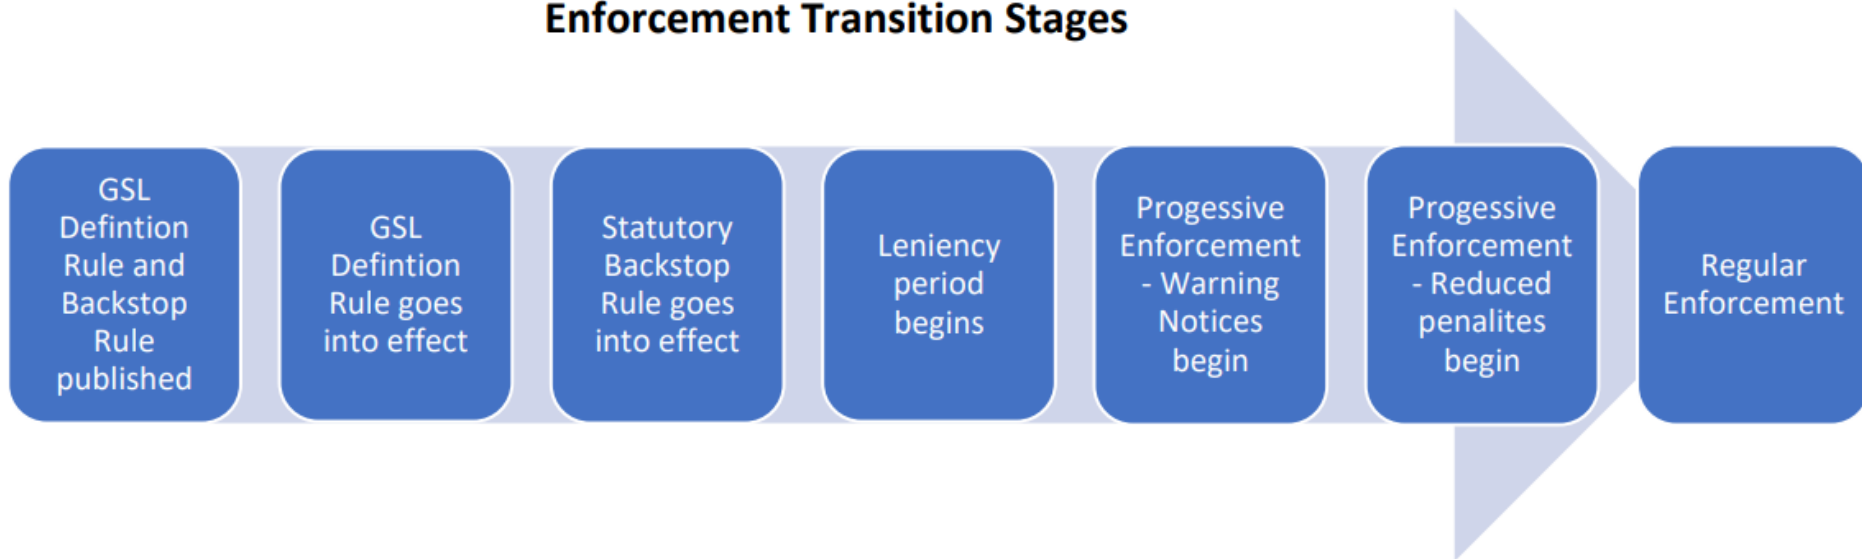 Enforcement Transition Stages
GSL
Defintion
Rule and
Backstop
Rule
published
GSL
Defintion
Rule goes
into effect
Statutory
Backstop
Rule goes
into effect
Leniency
period
begins
Progessive
Enforcement
- Warning
Notices
begin
Progessive
Enforcement
- Reduced
penalites
begin
Regular
Enforcement